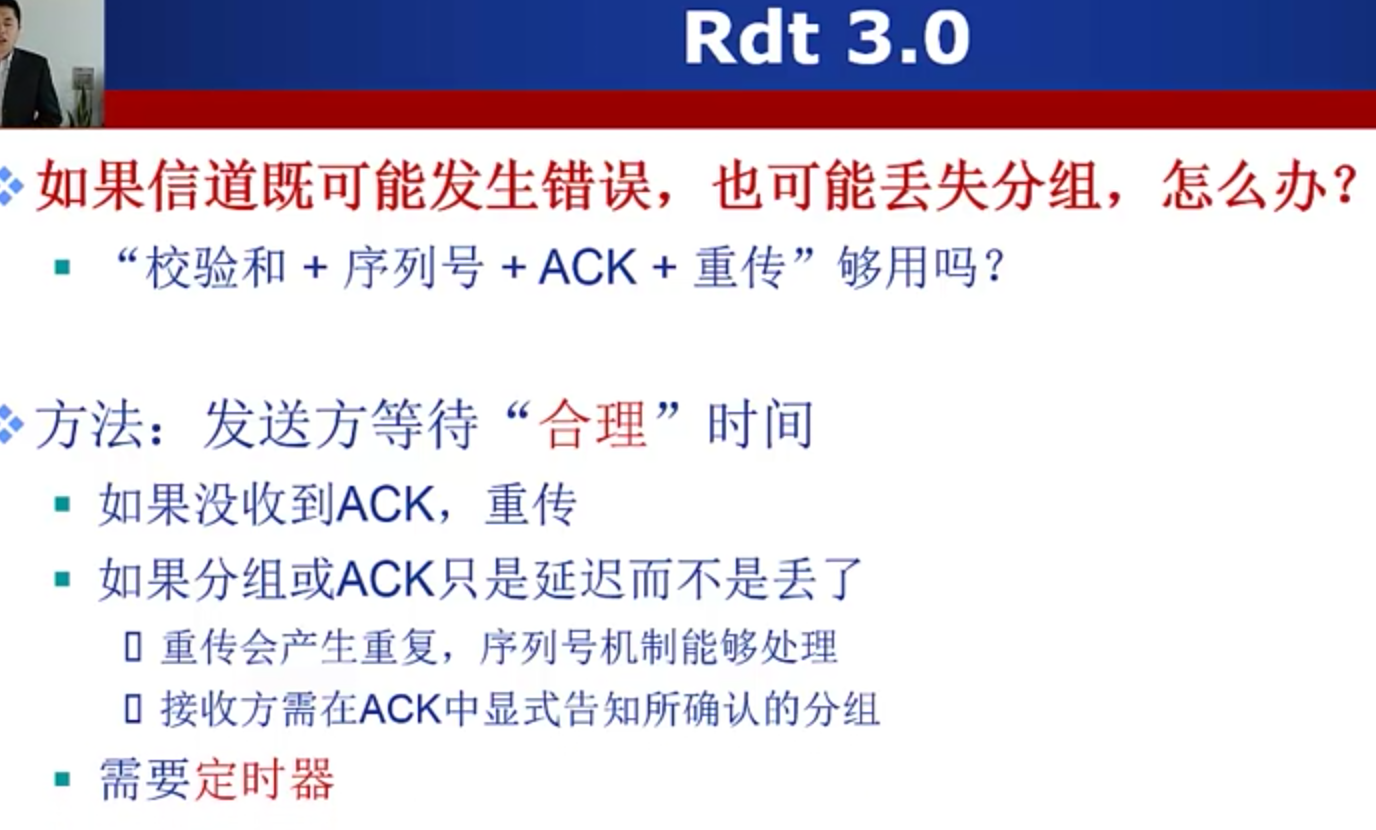 Rdt 3.0
如果信道既可能发生错误，也可能丢失分组，怎么办？
“校验和 + 序列号 + ACK + 重传”够用吗？
方法：发送方等待“合理”时间
如果没收到ACK，重传
如果分组或ACK只是延迟而不是丢了
重传会产生重复，序列号机制能够处理
接收方需在ACK中显式告知所确认的分组
需要定时器